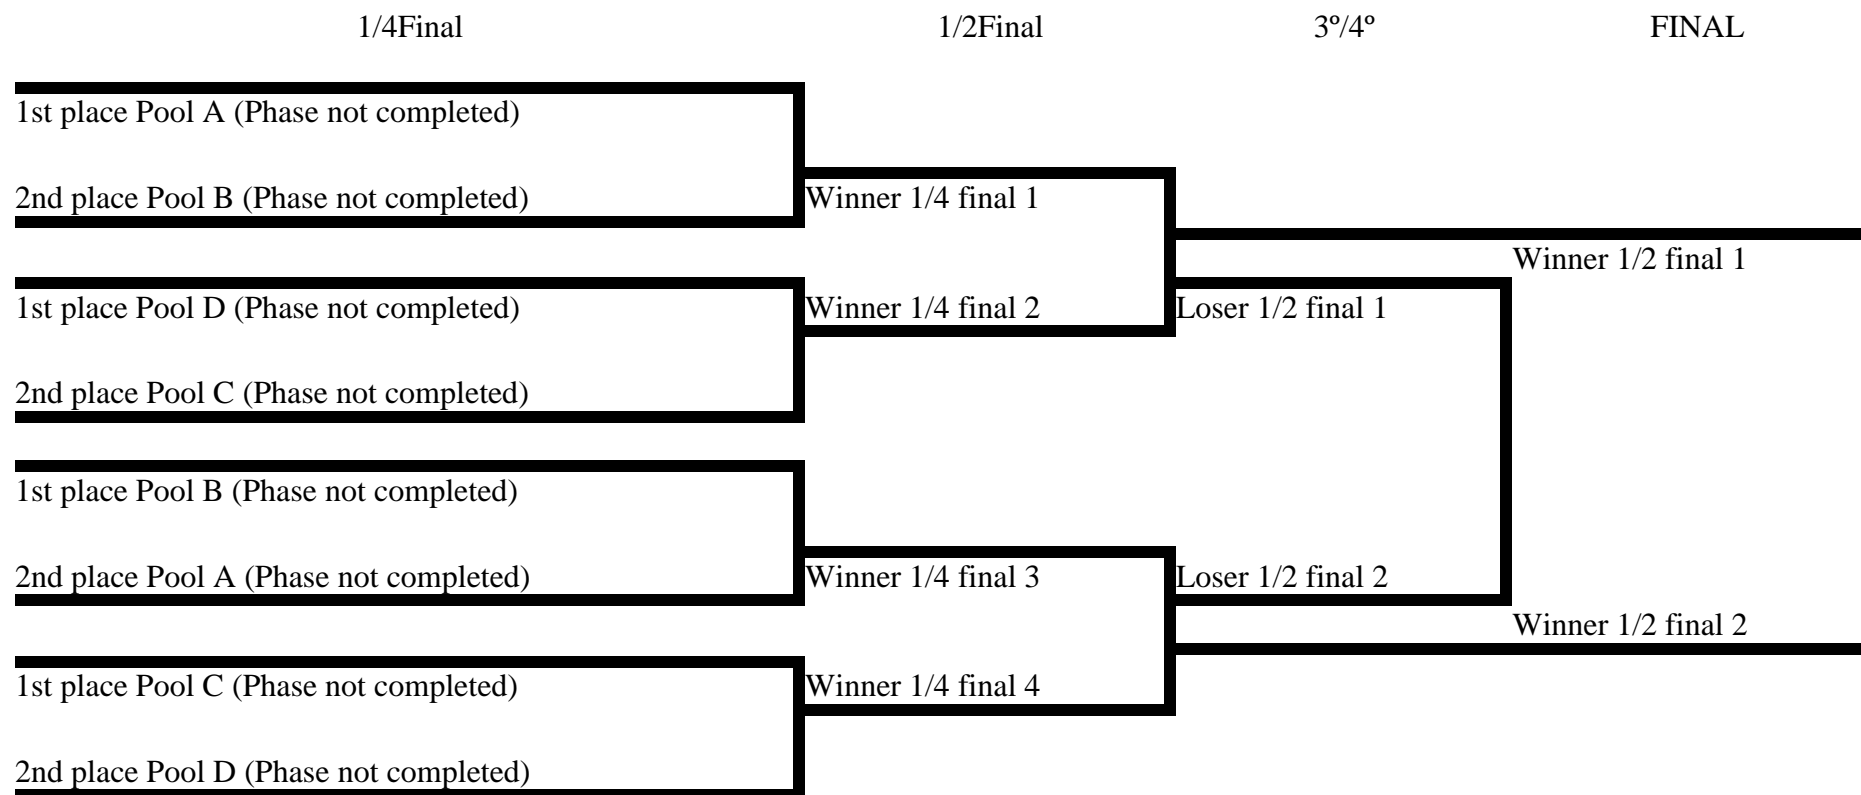 1/4Final 1/2Final 3º/4º FINAL
1st place Pool A (Phase not completed)
2nd place Pool B (Phase not completed) Winner 1/4 final 1
Winner 1/2 final 1
1st place Pool D (Phase not completed) Winner 1/4 final 2 Loser 1/2 final 1
2nd place Pool C (Phase not completed)
1st place Pool B (Phase not completed)
2nd place Pool A (Phase not completed) Winner 1/4 final 3 Loser 1/2 final 2
Winner 1/2 final 2
1st place Pool C (Phase not completed) Winner 1/4 final 4
2nd place Pool D (Phase not completed)